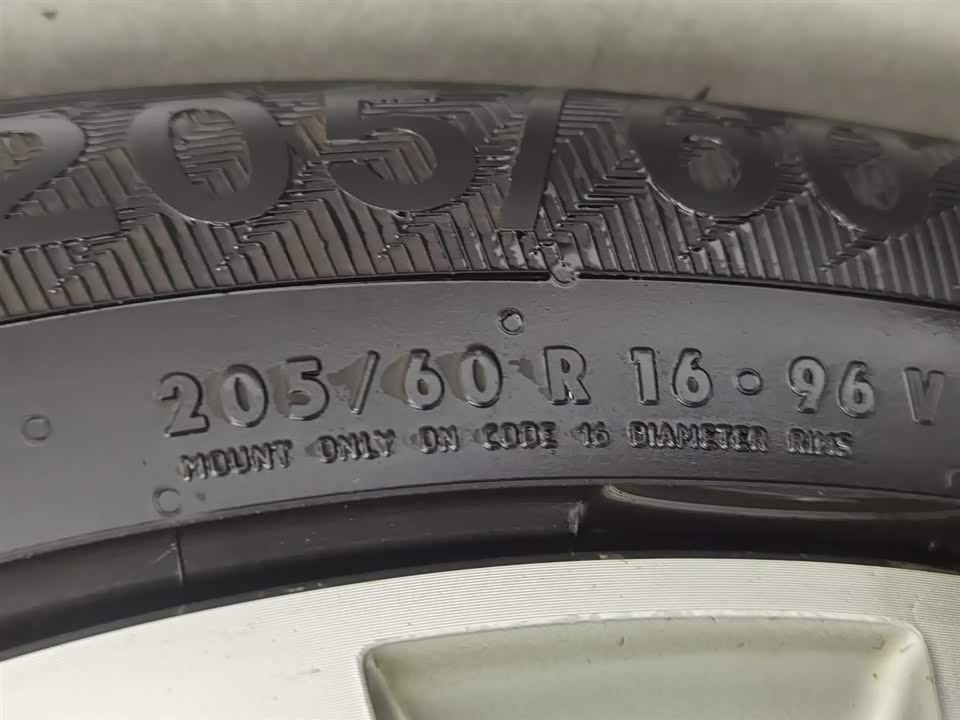 205/60
205/60 R 16 • 96 V
MOUNT ONLY ON CODE 16 DIAMETER RIMS